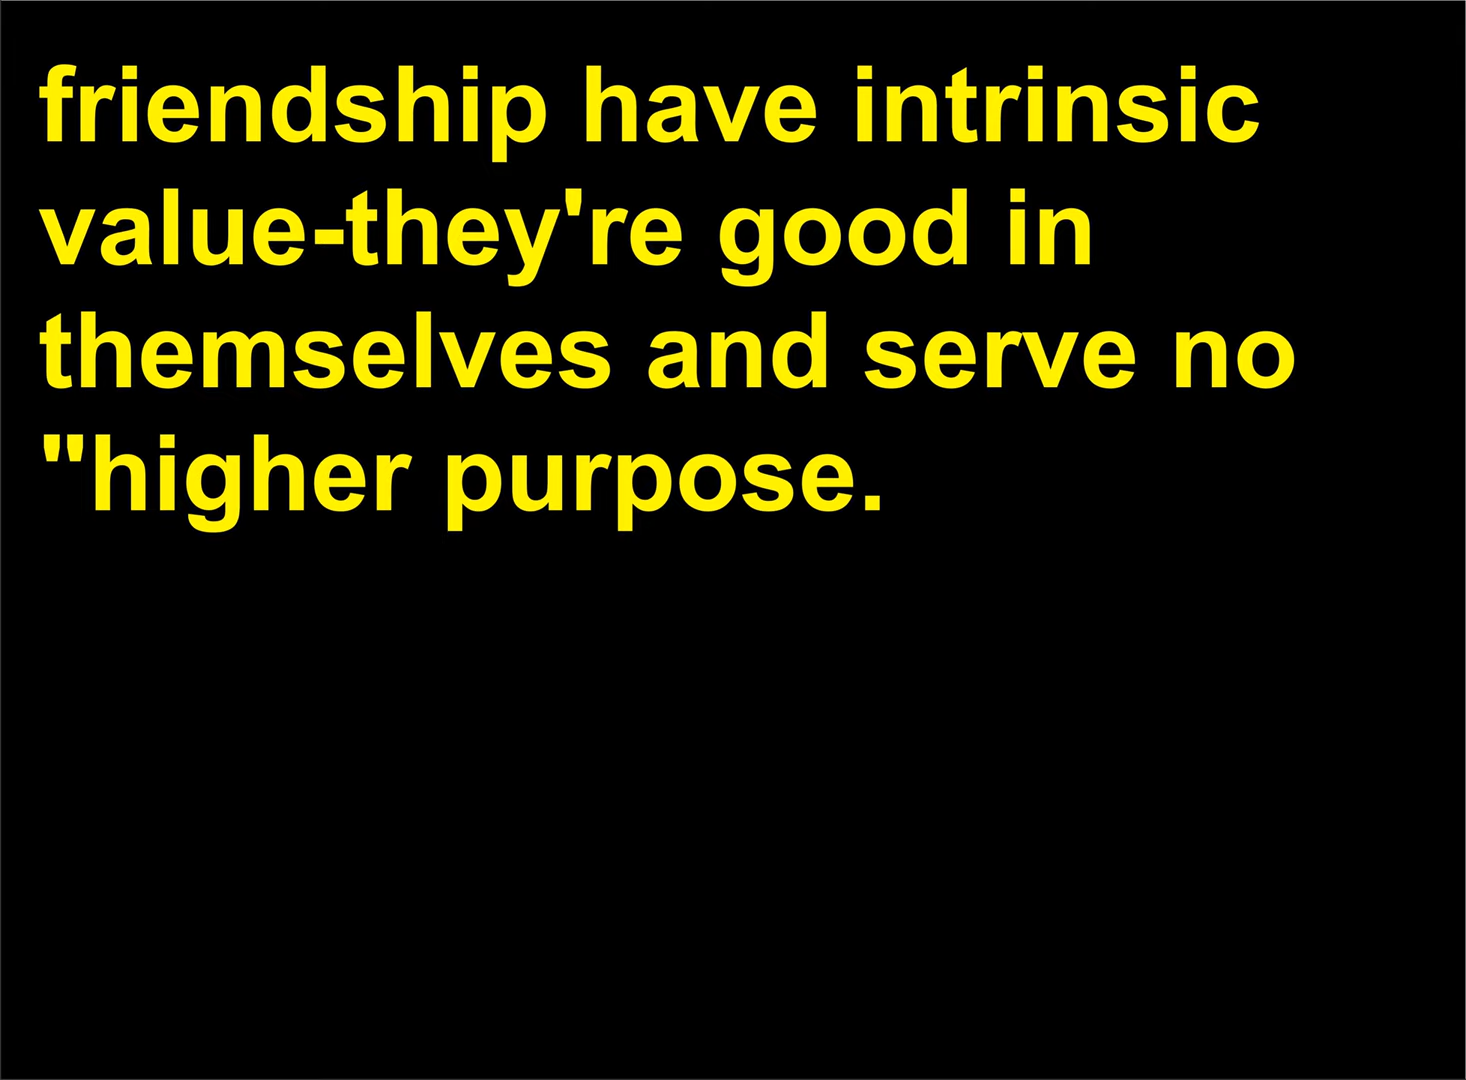 friendship have intrinsic
value-they're good in
themselves and serve no
"higher purpose.